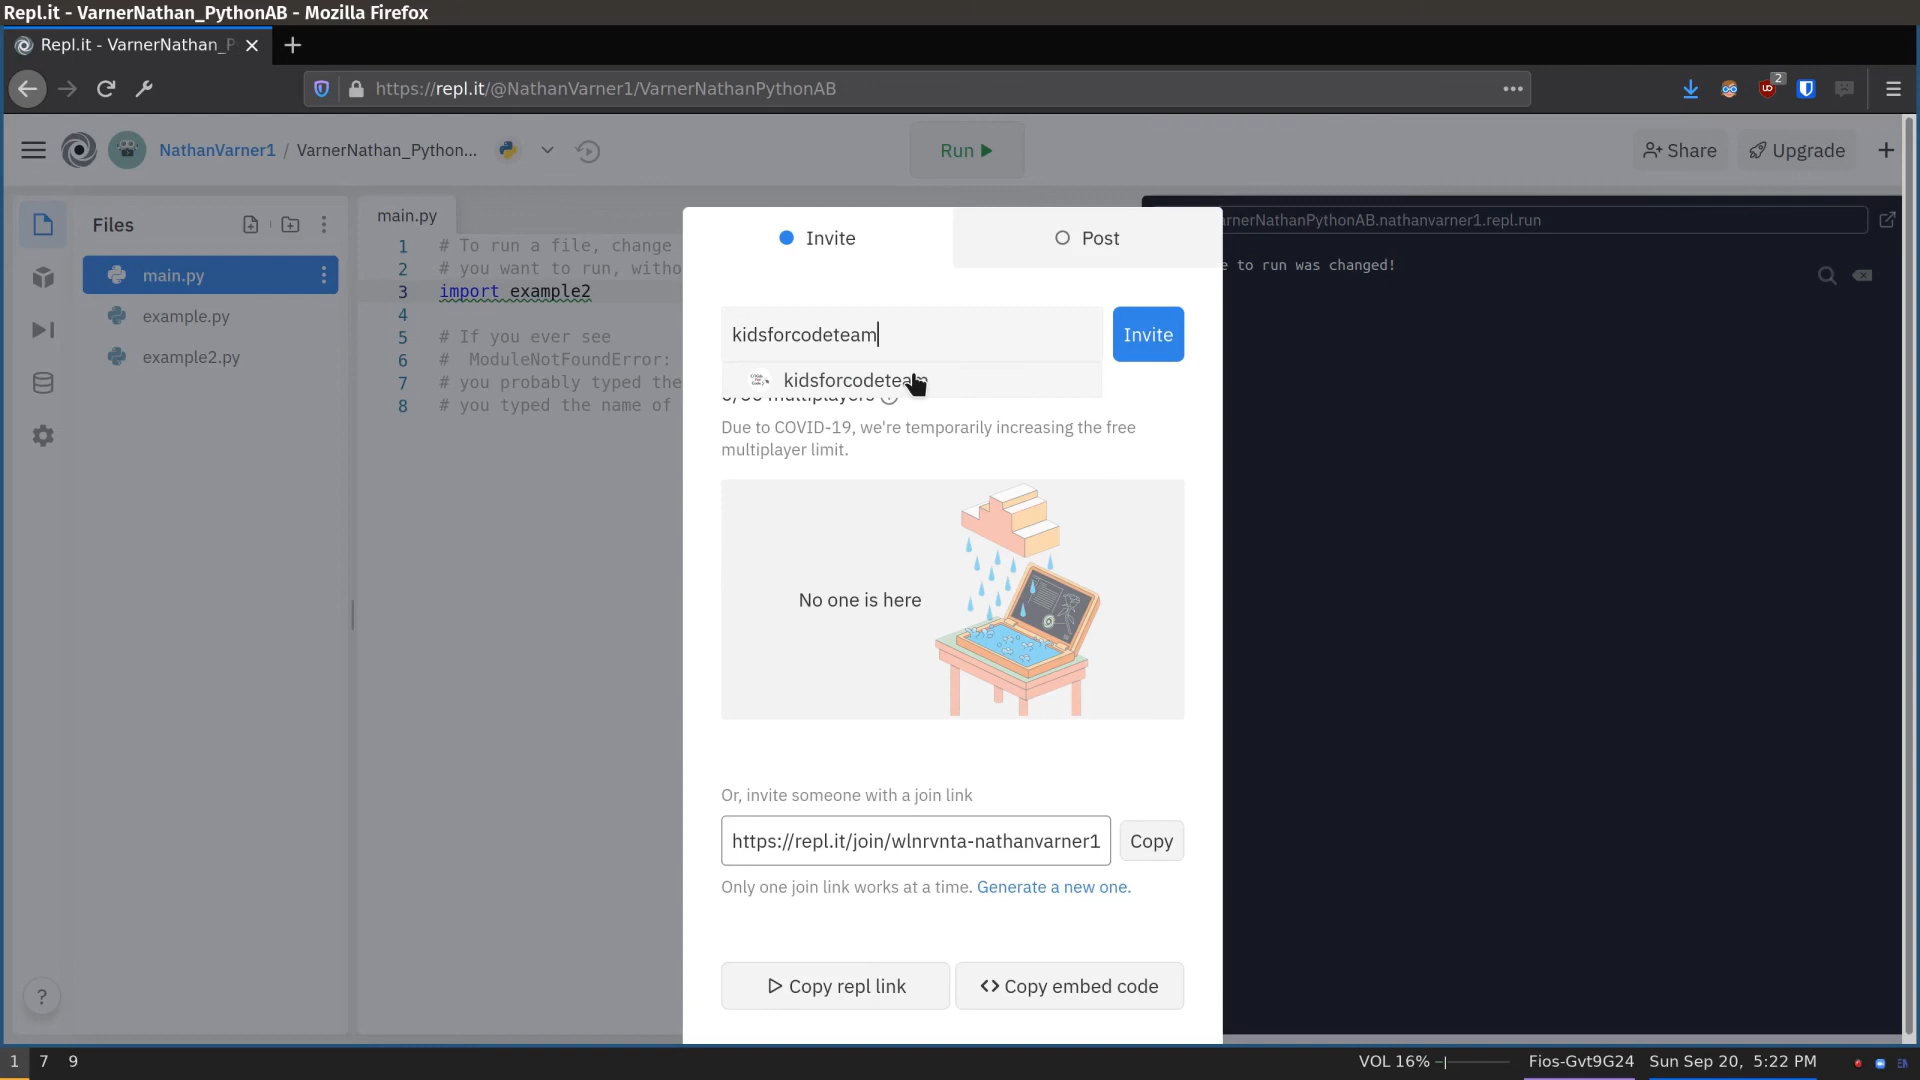 Repl.it - VarnerNathan_PythonAB - Mozilla Firefox
Repl.it - VarnerNathan_P
https://repl.it/@NathanVarner1/VarnerNathanPythonAB
2
NathanVarner1 / VarnerNathan_Python...
Run
Share
Upgrade
Files
main.py
example.py
example2.py
main.py
1 # To run a file, change
2 # you want to run, witho
3 import example2
4
5 # If you ever see
6 #  ModuleNotFoundError:
7 # you probably typed the
8 # you typed the name of
rnerNathanPythonAB.nathanvarner1.repl.run
e to run was changed!
Invite
Post
kidsforcodeteam
Invite
kidsforcodeteam
multiplayers
Due to COVID-19, we're temporarily increasing the free
multiplayer limit.
No one is here
Or, invite someone with a join link
https://repl.it/join/wlnrvnta-nathanvarner1
Copy
Only one join link works at a time. Generate a new one.
Copy repl link
Copy embed code
?
1 7 9
VOL 16%
Fios-Gvt9G24
Sun Sep 20, 5:22 PM